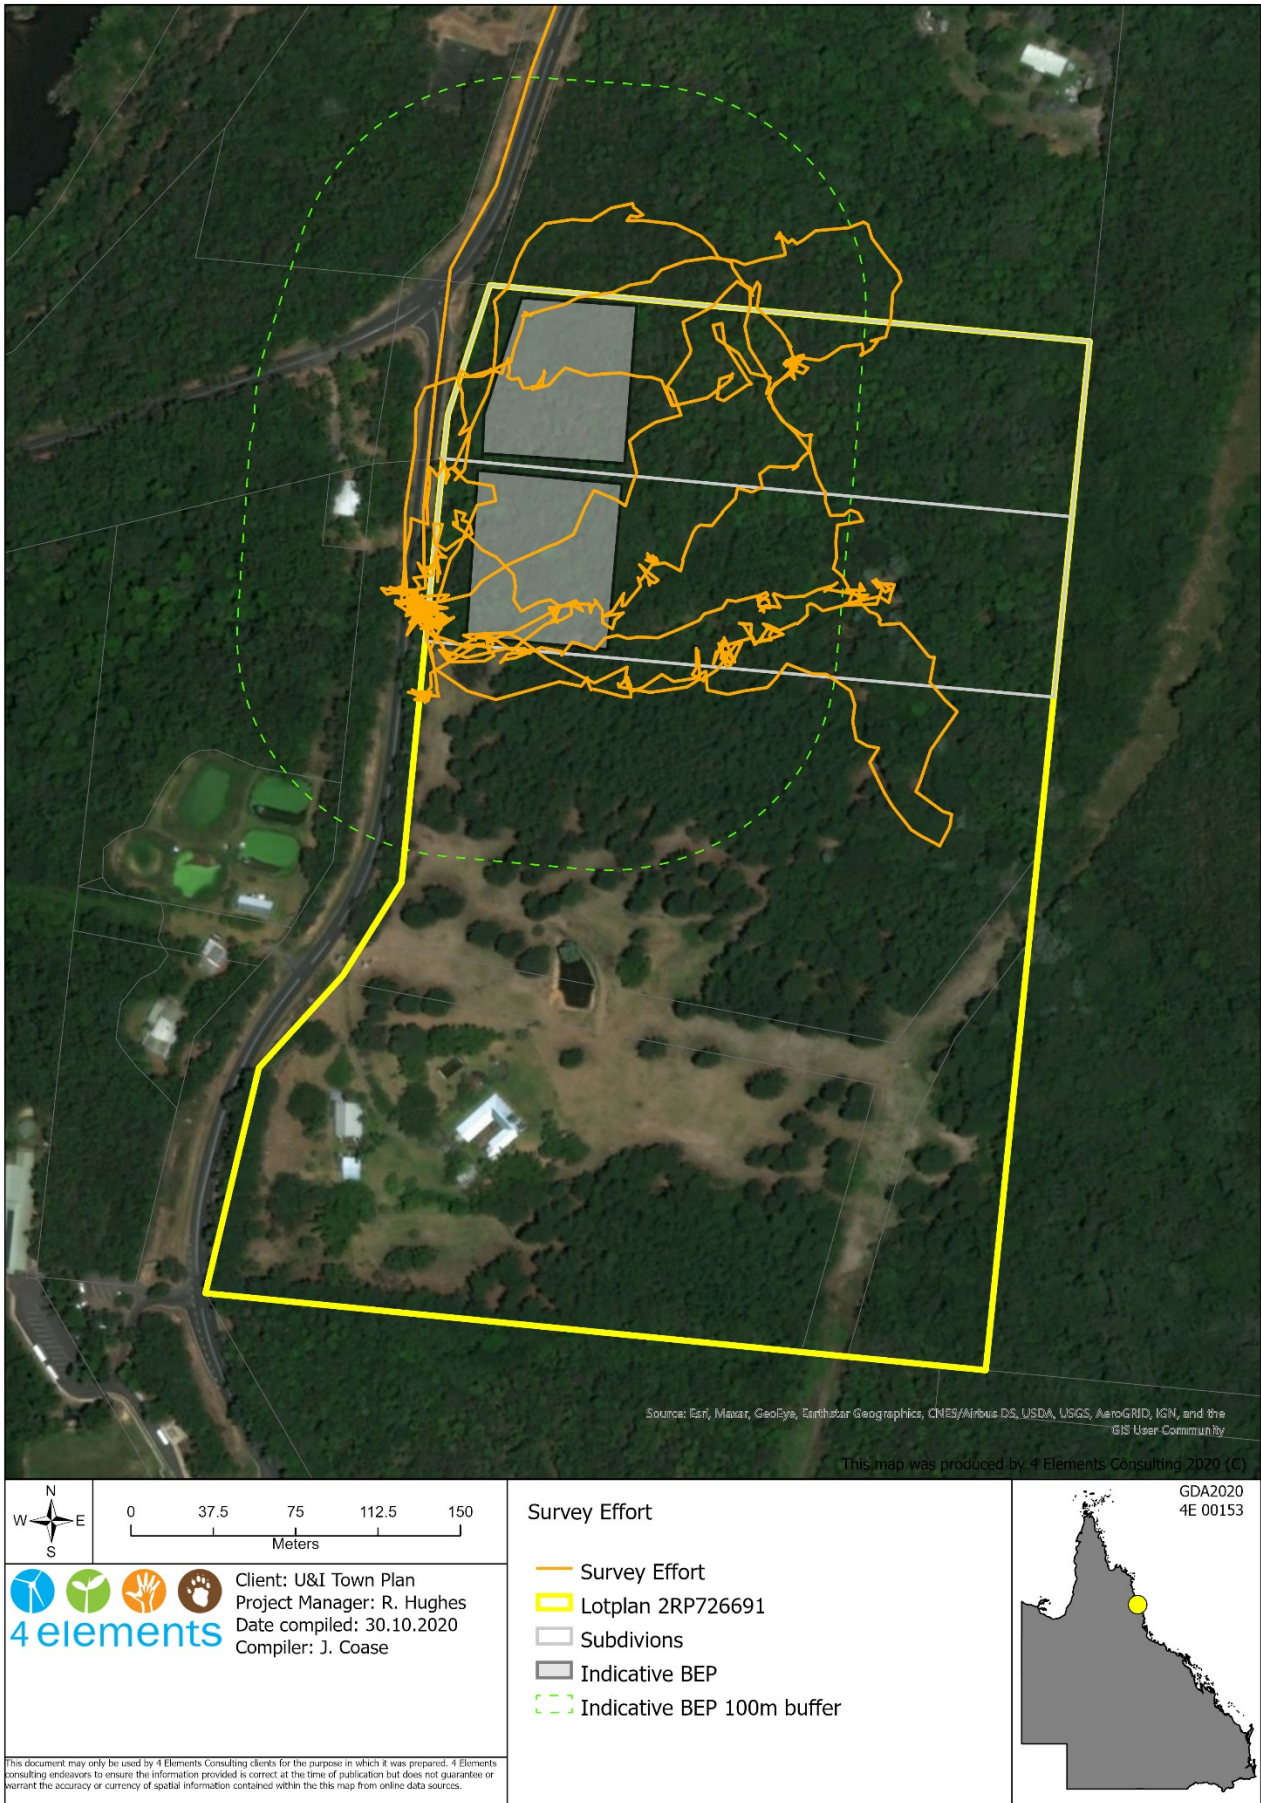 Source: Esri, Maxar, GeoEye, Earthstar Geographics, CNES/Airbus DS, USDA, USGS, AeroGRID, IGN, and the
GIS User Community
This map was produced by 4 Elements Consulting 2020 (C)
N
W E
S
0 37.5 75 112.5 150
Meters
4 elements
Client: U&I Town Plan
Project Manager: R. Hughes
Date compiled: 30.10.2020
Compiler: J. Coase
This document may only be used by 4 Elements Consulting clients for the purpose in which it was prepared. 4 Elements
consulting endeavors to ensure the information provided is correct at the time of publication but does not guarantee or
warrant the accuracy or currency of spatial information contained within the this map from online data sources.
Survey Effort
Survey Effort
Lotplan 2RP726691
Subdivions
Indicative BEP
Indicative BEP 100m buffer
GDA2020
4E 00153